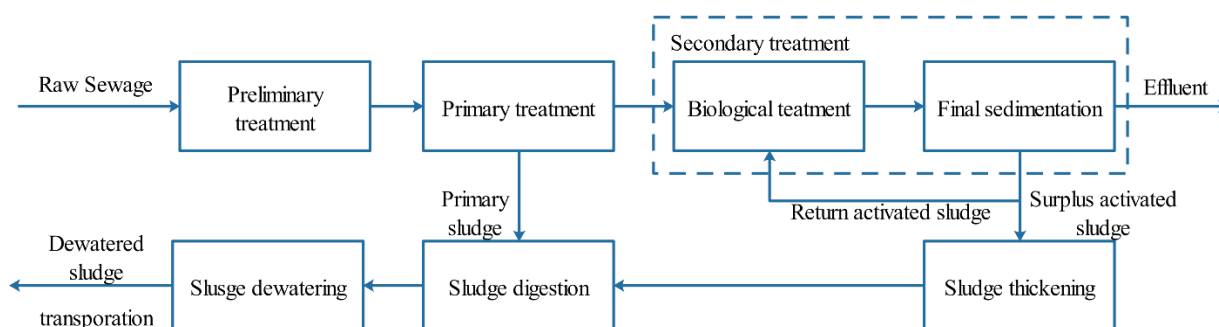 Secondary treatment
Raw Sewage
Preliminary
treatment
Primary treatment
Biological teatment
Final sedimentation
Effluent
Primary
sludge
Return activated sludge
Surplus activated
sludge
Dewatered
sludge
transporation
Slusge dewatering
Sludge digestion
Sludge thickening